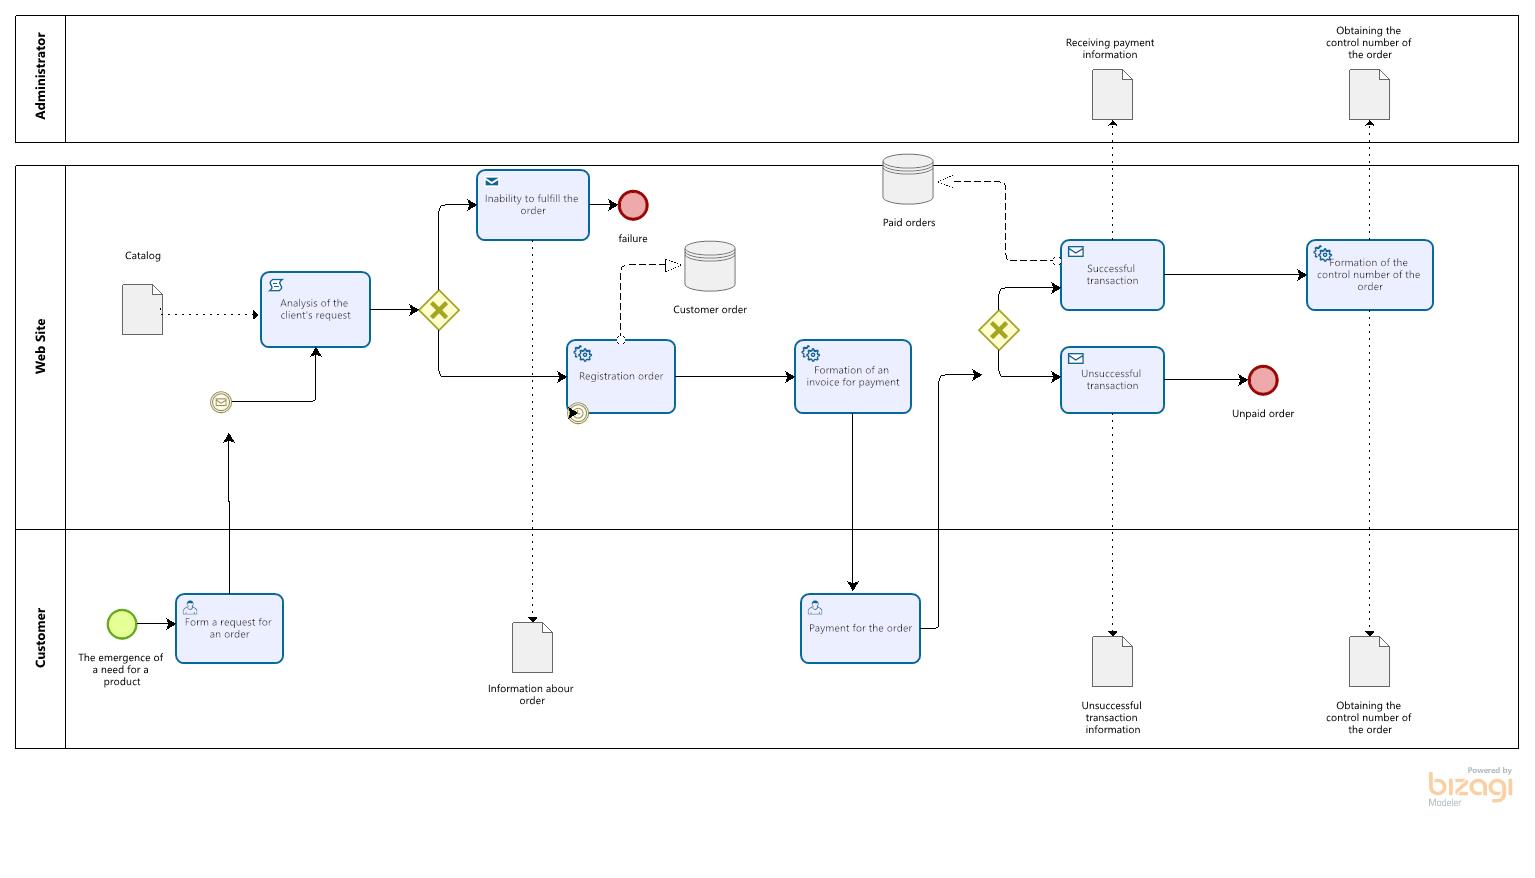 Administrator
Receiving payment
information
Obtaining the
control number of
the order
Web Site
Catalog
Analysis of the
client's request
Inability to fulfill the
order
failure
Customer order
Registration order
Paid orders
Formation of an
invoice for payment
Successful
transaction
Unsuccessful
transaction
Formation of the
control number of the
order
Unpaid order
Customer
The emergence of
a need for a
product
Form a request for
an order
Information abour
order
Payment for the order
Unsuccessful
transaction
information
Obtaining the
control number of
the order
Powered by
bizagi
Modeler